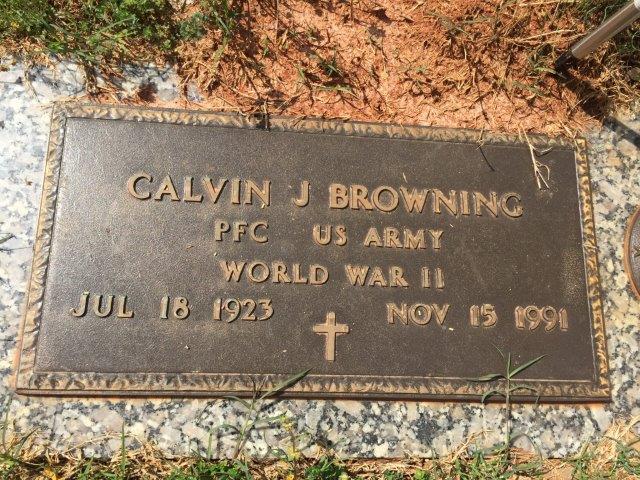 CALVIN J BROWNING
PFC US ARMY
WORLD WAR II
JUL 18 1923 NOV 15 1991